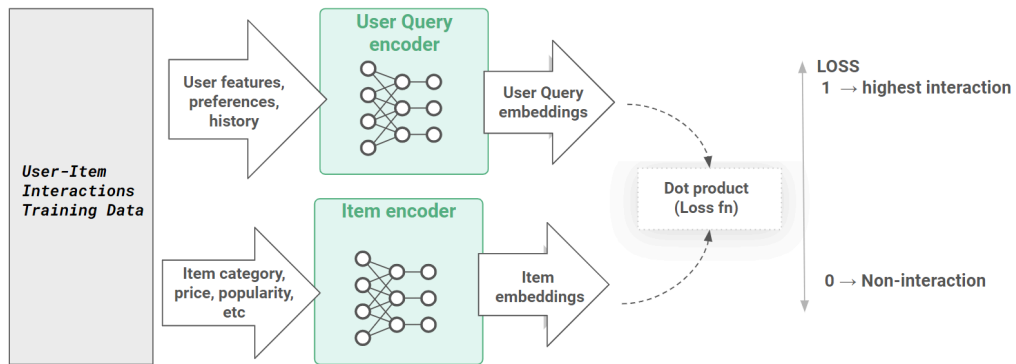 User-Item
Interactions
Training Data
User features,
preferences,
history
User Query
encoder
User Query
embeddings
Item category,
price, popularity,
etc
Item encoder
Item
embeddings
Dot product
(Loss fn)
LOSS
1 → highest interaction
0 → Non-interaction